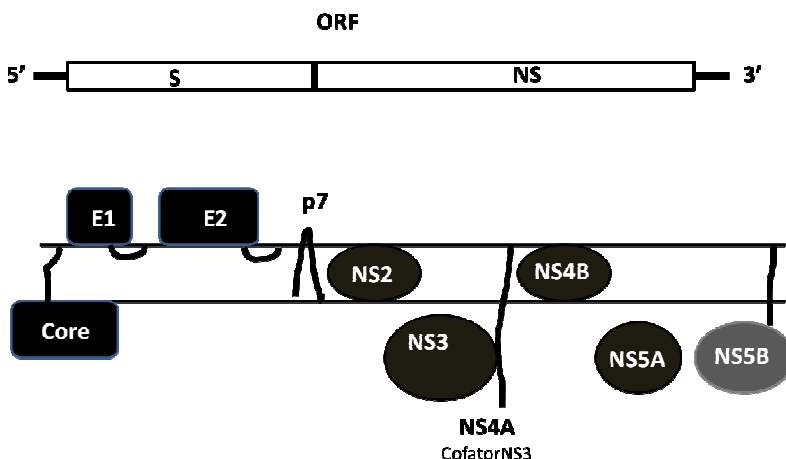 ORF
5’ S NS 3’
E1 E2 p7
NS2 NS4B
Core NS3 NS5A NS5B
NS4A
CofatorNS3